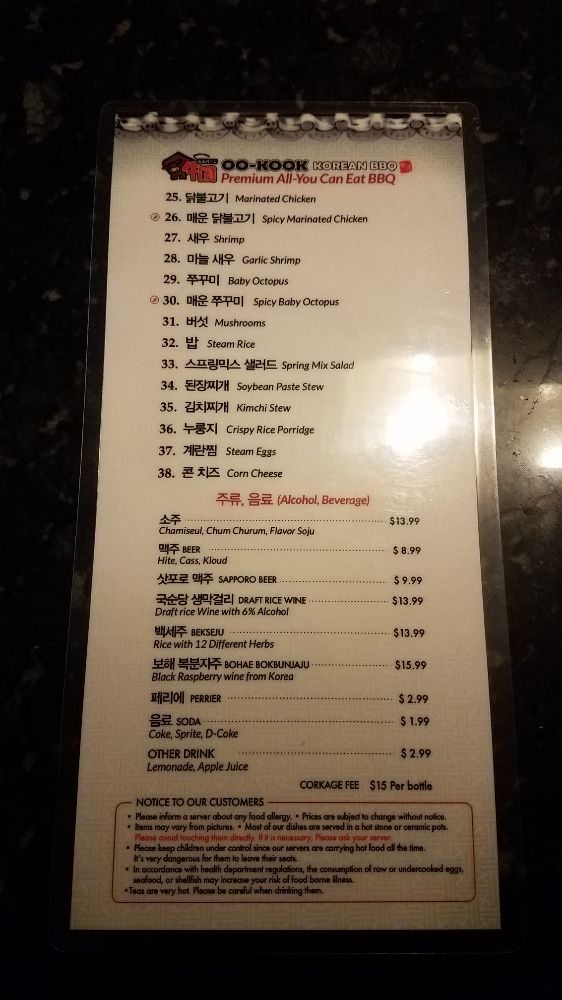 OO-KOOK KOREAN BBQ
Premium All-You Can Eat BBQ
25. 닭불고기 Marinated Chicken
26. 매운 닭불고기 Spicy Marinated Chicken
27. 새우 Shrimp
28. 마늘 새우 Garlic Shrimp
29. 쭈꾸미 Baby Octopus
30. 매운 쭈꾸미 Spicy Baby Octopus
31. 버섯 Mushrooms
32. 밥 Steam Rice
33. 스프링믹스 샐러드 Spring Mix Salad
34. 된장찌개 Soybean Paste Stew
35. 김치찌개 Kimchi Stew
36. 누룽지 Crispy Rice Porridge
37. 계란찜 Steam Eggs
38. 콘 치즈 Corn Cheese
주류, 음료 (Alcohol, Beverage)
소주 $13.99
Chamiseul, Chum Churum, Flavor Soju
맥주 BEER $ 8.99
Hite, Cass, Kloud
삿포로 맥주 SAPPORO BEER $ 9.99
국순당 생막걸리 DRAFT RICE WINE $13.99
Draft rice Wine with 6% Alcohol
백세주 BEKSEJU $13.99
Rice with 12 Different Herbs
보해 복분자주 BOHAE BOKBUNJAJU $15.99
Black Raspberry wine from Korea
페리에 PERRIER $ 2.99
음료 SODA $ 1.99
Coke, Sprite, D-Coke
OTHER DRINK $ 2.99
Lemonade, Apple Juice
CORKAGE FEE $15 Per bottle
NOTICE TO OUR CUSTOMERS
• Please inform a server about any food allergy. • Prices are subject to change without notice.
• Items may vary from pictures. • Most of our dishes are served in a hot stone or ceramic pots.
Please avoid touching them directly. If it is necessary, Please ask your server.
• Please keep children under control since our servers are carrying hot food all the time.
It's very dangerous for them to leave their seats.
• In accordance with health department regulations, the consumption of raw or undercooked eggs,
seafood, or shellfish may increase your risk of food borne illness.
•Teas are very hot. Please be careful when drinking them.